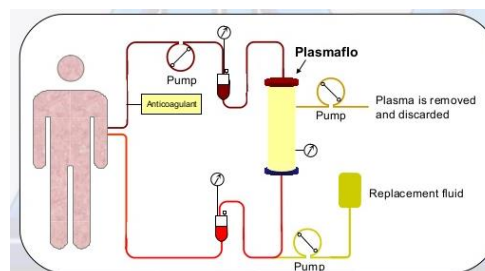 Plasmaflo
Pump
Anticoagulant
Pump
Plasma is removed
and discarded
Replacement fluid
Pump